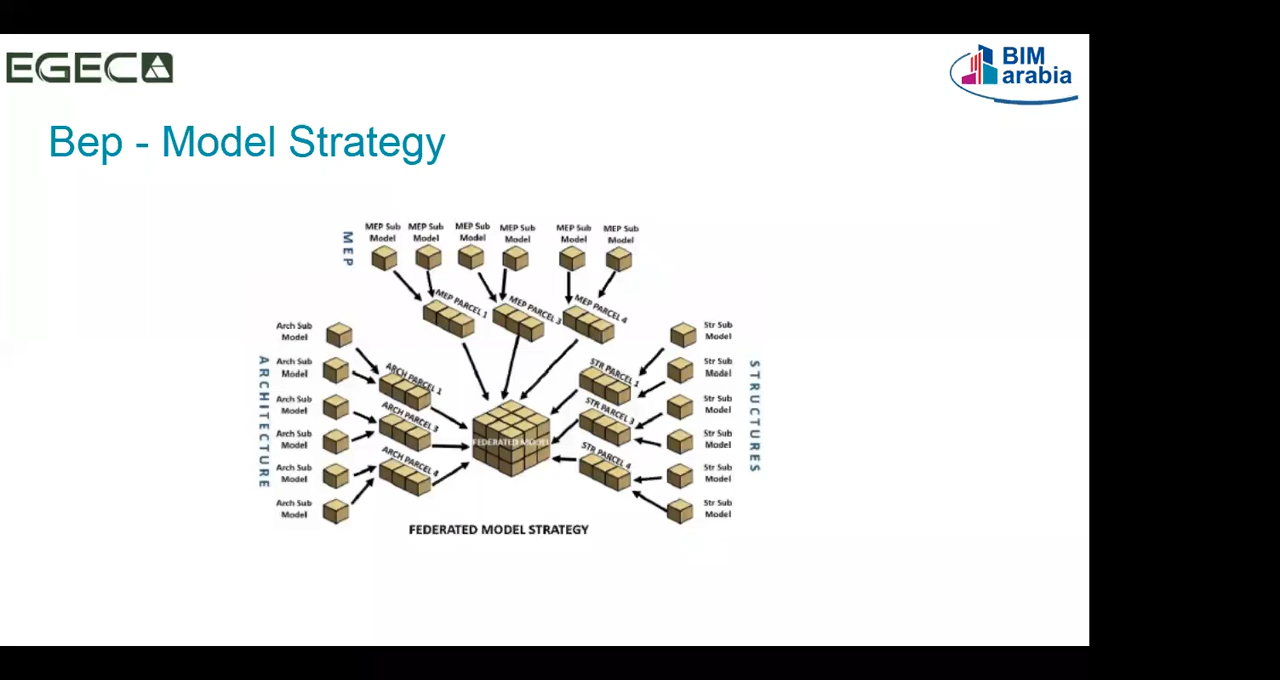 EGEC
BIM
arabia
Bep - Model Strategy
MEP
MEP Sub
Model
MEP Sub
Model
MEP Sub
Model
MEP Sub
Model
MEP Sub
Model
MEP Sub
Model
MEP PARCEL 1
MEP PARCEL 3
MEP PARCEL 4
ARCHITECTURE
Arch Sub
Model
Arch Sub
Model
Arch Sub
Model
Arch Sub
Model
Arch Sub
Model
Arch Sub
Model
ARCH PARCEL 1
ARCH PARCEL 3
ARCH PARCEL 4
FEDERATED MODEL
STR PARCEL 1
STR PARCEL 3
STR PARCEL 4
Str Sub
Model
Str Sub
Model
Str Sub
Model
Str Sub
Model
Str Sub
Model
Str Sub
Model
STRUCTURES
FEDERATED MODEL STRATEGY